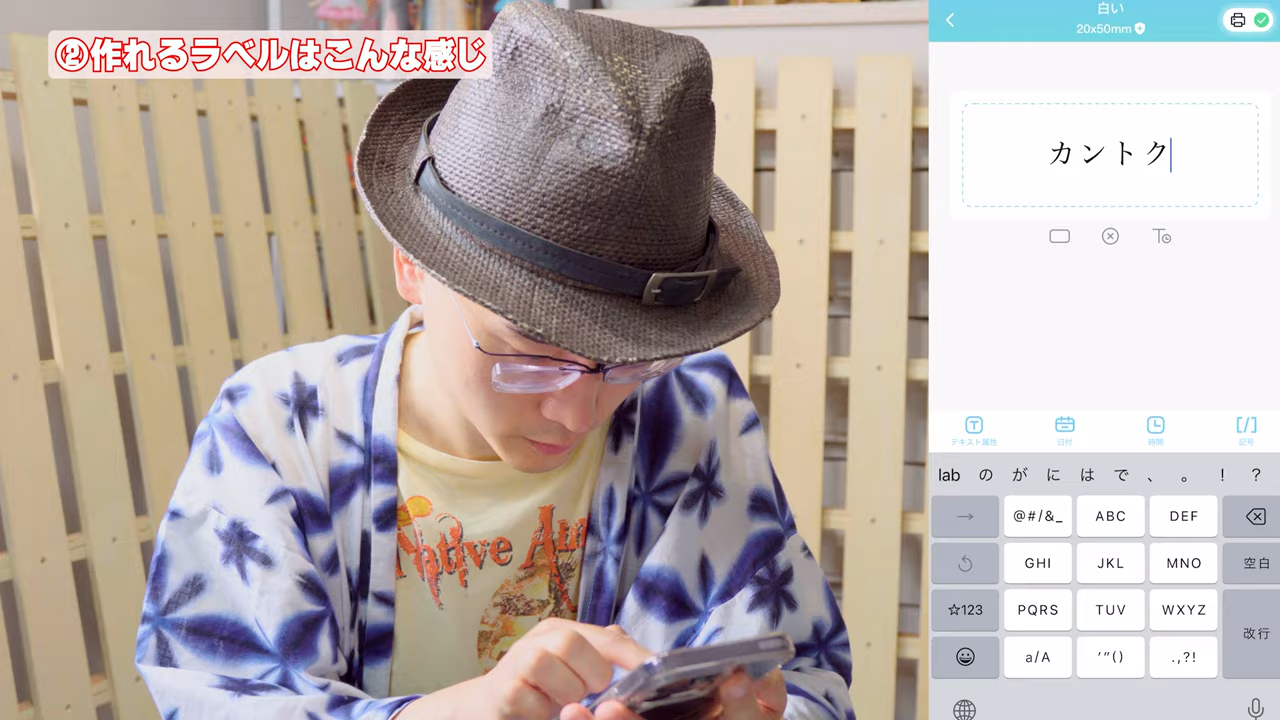 ②作れるラベルはこんな感じ
白い
20x50mm
カントク
テキスト属性
日付
時間
記号
lab の が に は で 、 。 ! ?
→ @#/&_ ABC DEF
GHI JKL MNO 空白
☆123 PQRS TUV WXYZ 改行
a/A ’”() .,?!
Native Am